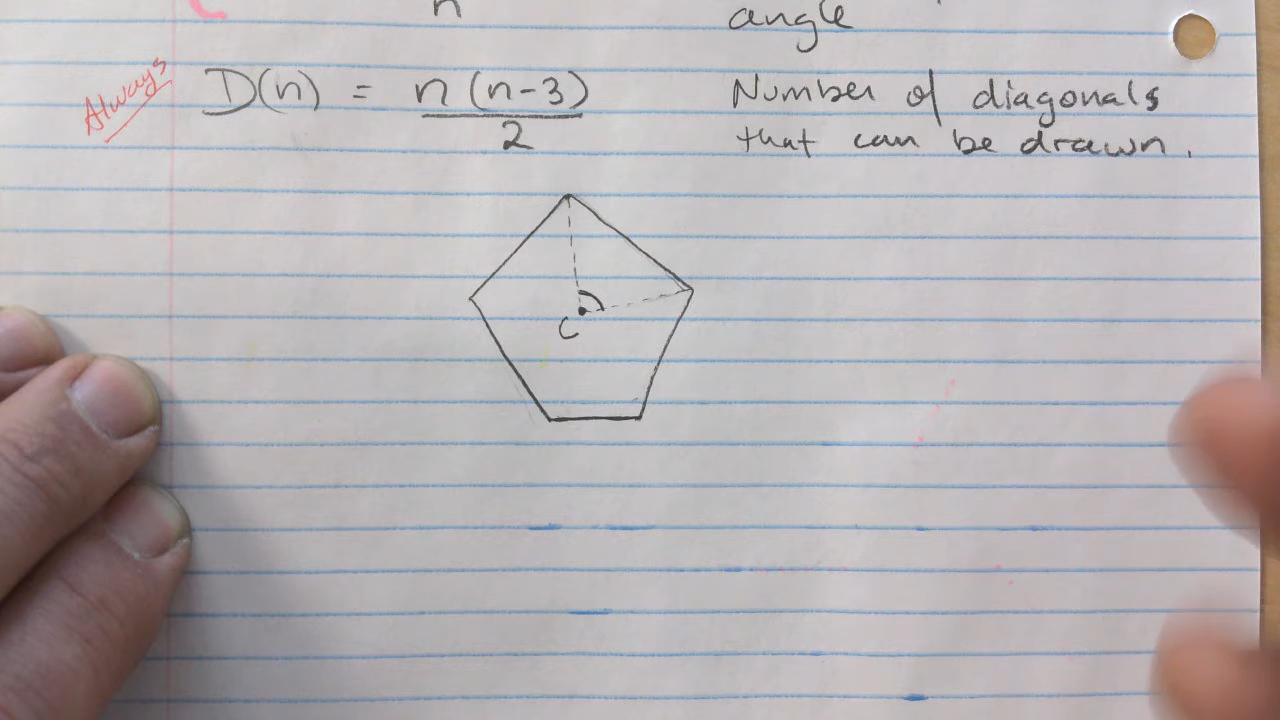 n
angle
Always D(n) = n(n-3)
2
Number of diagonals
that can be drawn.
C